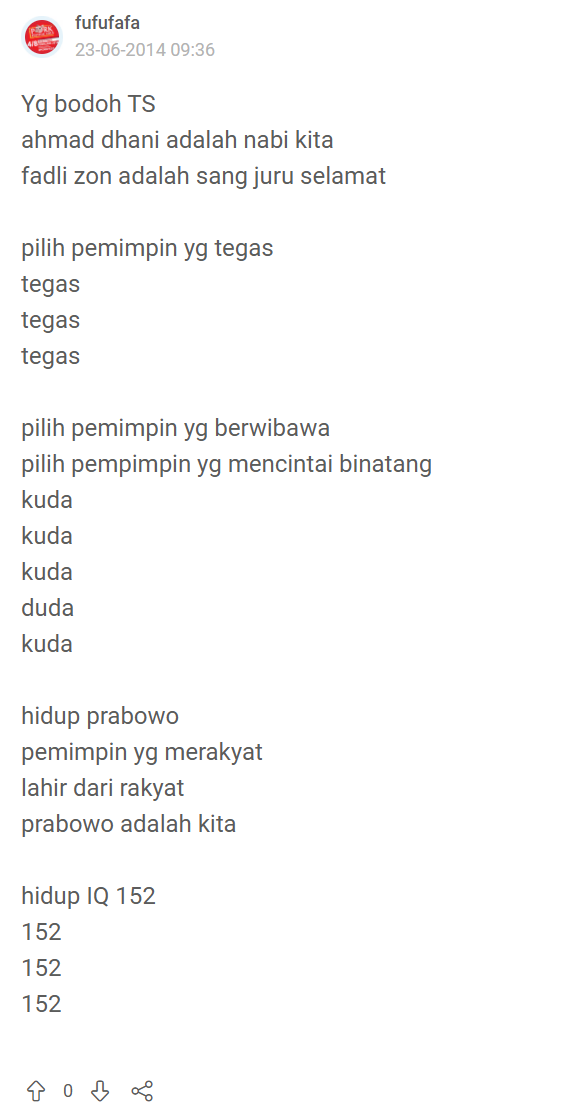 fufufafa
23-06-2014 09:36
Yg bodoh TS
ahmad dhani adalah nabi kita
fadli zon adalah sang juru selamat
pilih pemimpin yg tegas
tegas
tegas
tegas
pilih pemimpin yg berwibawa
pilih pempimpin yg mencintai binatang
kuda
kuda
kuda
duda
kuda
hidup prabowo
pemimpin yg merakyat
lahir dari rakyat
prabowo adalah kita
hidup IQ 152
152
152
152
0